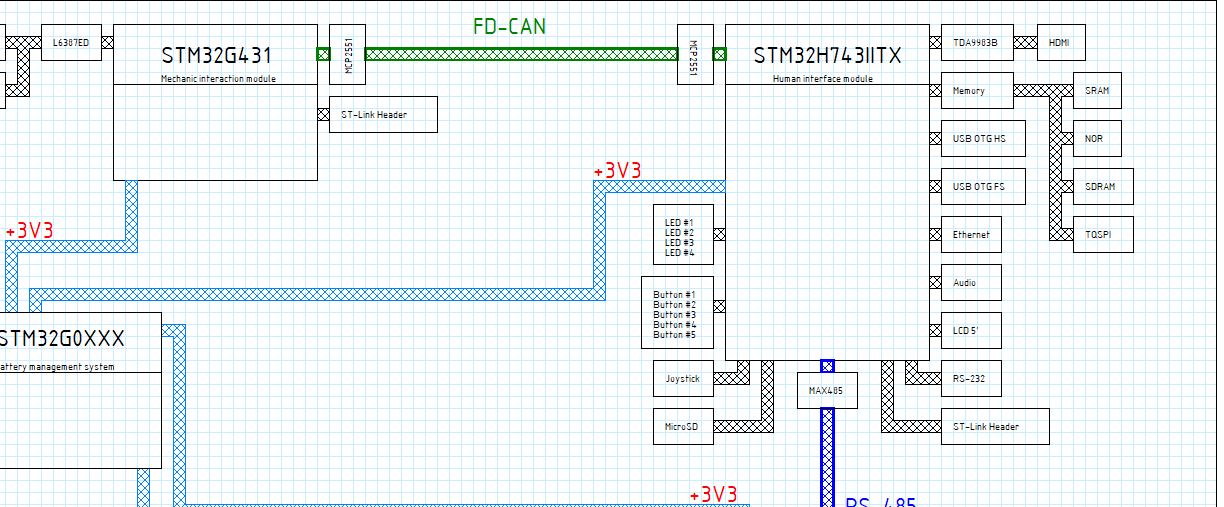 FD-CAN
L6387ED
STM32G431
Mechanic interaction module
MCP2551
MCP2551
STM32H743IITX
Human interface module
TDA9983B
HDMI
Memory
SRAM
ST-Link Header
USB OTG HS
NOR
+3V3
USB OTG FS
SDRAM
+3V3
LED #1
LED #2
LED #3
LED #4
Ethernet
TQSPI
Audio
Button #1
Button #2
Button #3
Button #4
Button #5
STM32G0XXX
attery management system
LCD 5'
Joystick
MAX485
RS-232
MicroSD
ST-Link Header
+3V3
RS-485